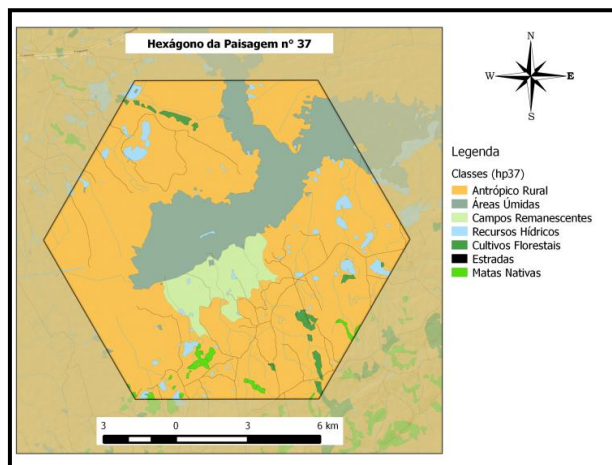 Hexágono da Paisagem n° 37
N
W
E
S
Legenda
Classes (hp37)
Antrópico Rural
Áreas Úmidas
Campos Remanescentes
Recursos Hídricos
Cultivos Florestais
Estradas
Matas Nativas
3 0 3 6 km